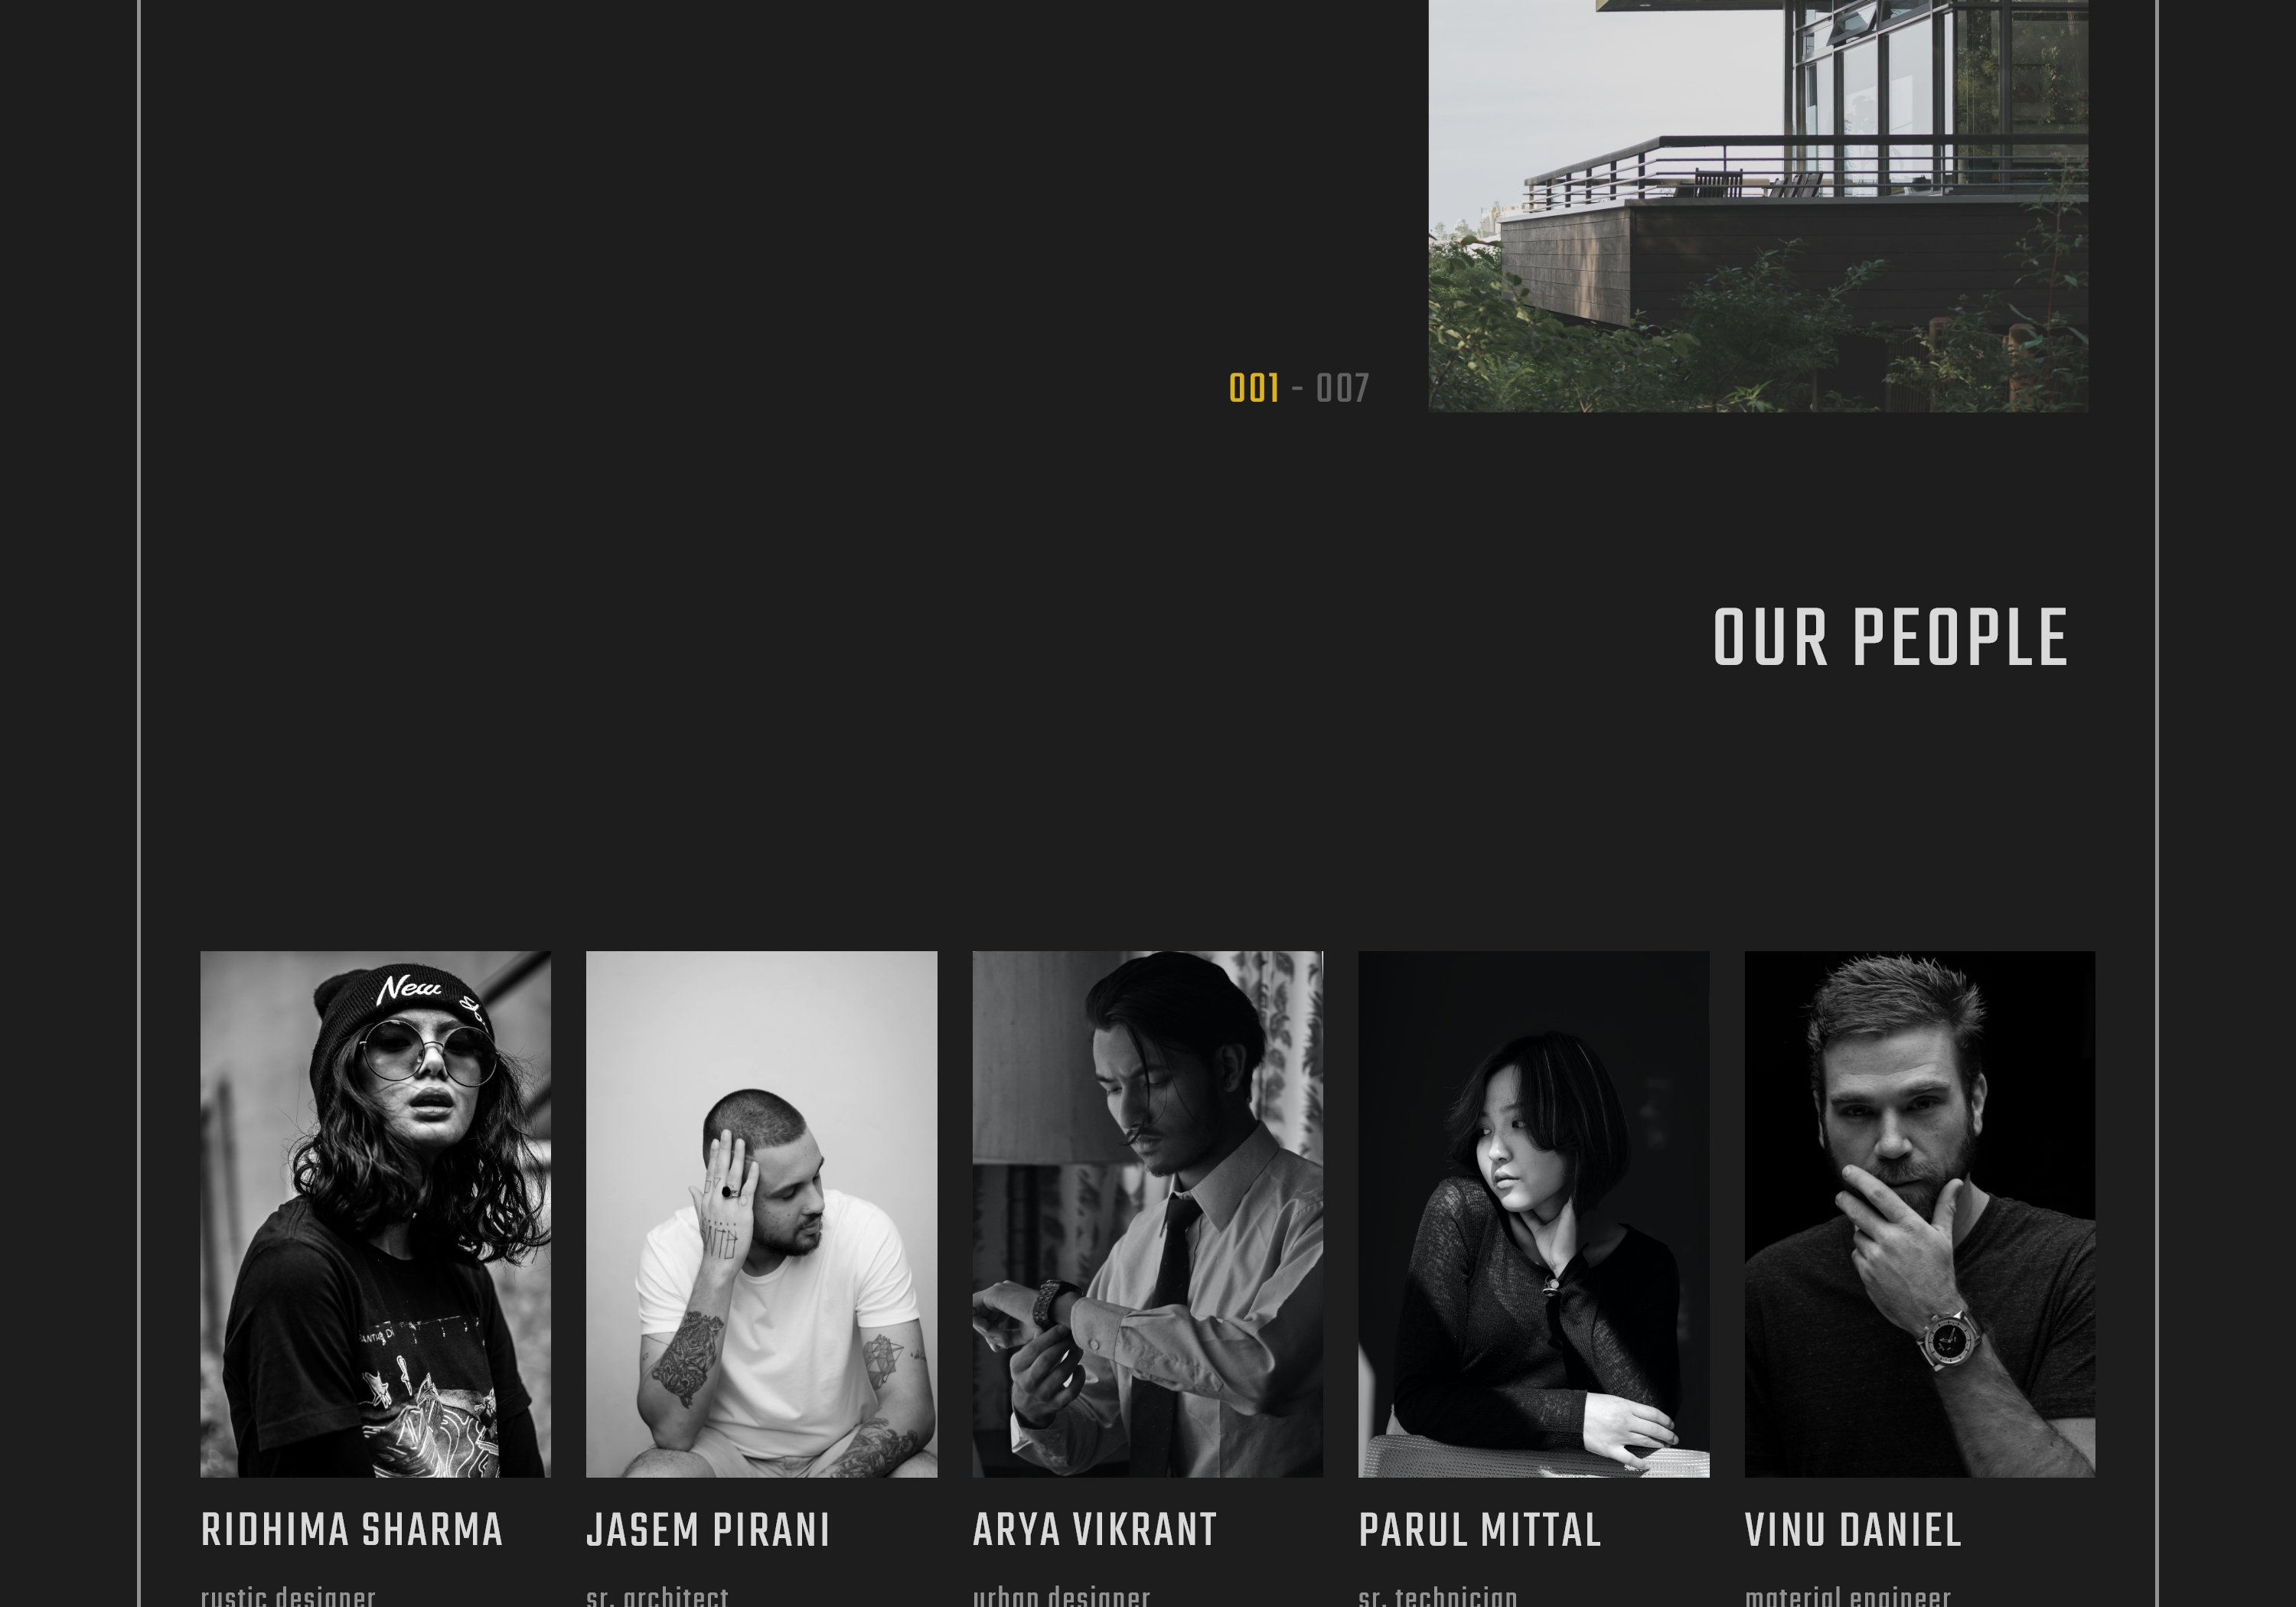 001 - 007
OUR PEOPLE
New
RIDHIMA SHARMA
JASEM PIRANI
ARYA VIKRANT
PARUL MITTAL
VINU DANIEL
rustic designer
sr. architect
urban designer
sr. technician
material engineer